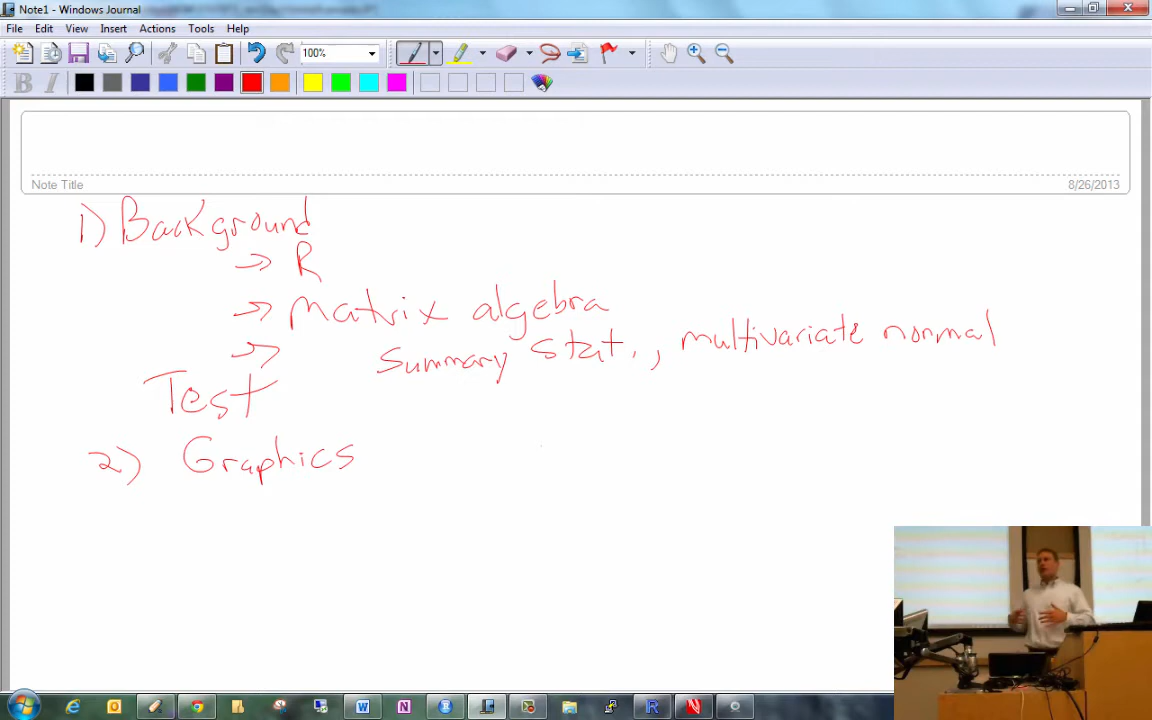 Note1 - Windows Journal
File Edit View Insert Actions Tools Help
100%
B I
Note Title
8/26/2013
1) Background
→ R
→ Matrix algebra
→ Summary stat., multivariate normal
Test
2) Graphics